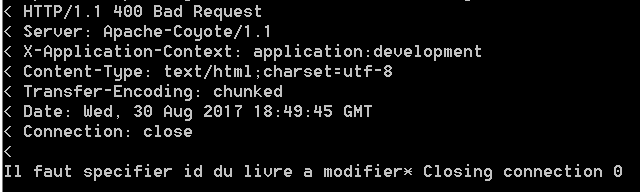 < HTTP/1.1 400 Bad Request
< Server: Apache-Coyote/1.1
< X-Application-Context: application:development
< Content-Type: text/html;charset=utf-8
< Transfer-Encoding: chunked
< Date: Wed, 30 Aug 2017 18:49:45 GMT
< Connection: close
<
Il faut specifier id du livre a modifier* Closing connection 0